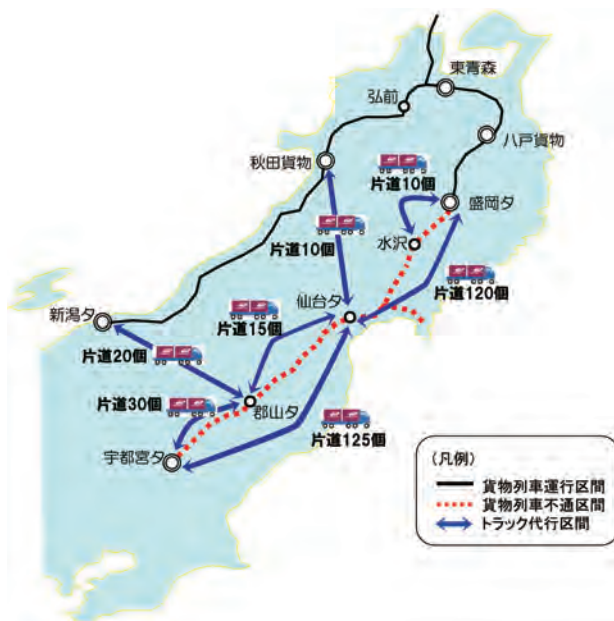 東青森
弘前
八戸貨物
秋田貨物
片道10個
盛岡タ
片道10個
水沢
仙台タ
片道120個
片道15個
新潟タ
片道20個
片道30個
郡山タ
片道125個
宇都宮タ
(凡例)
貨物列車運行区間
貨物列車不通区間
トラック代行区間